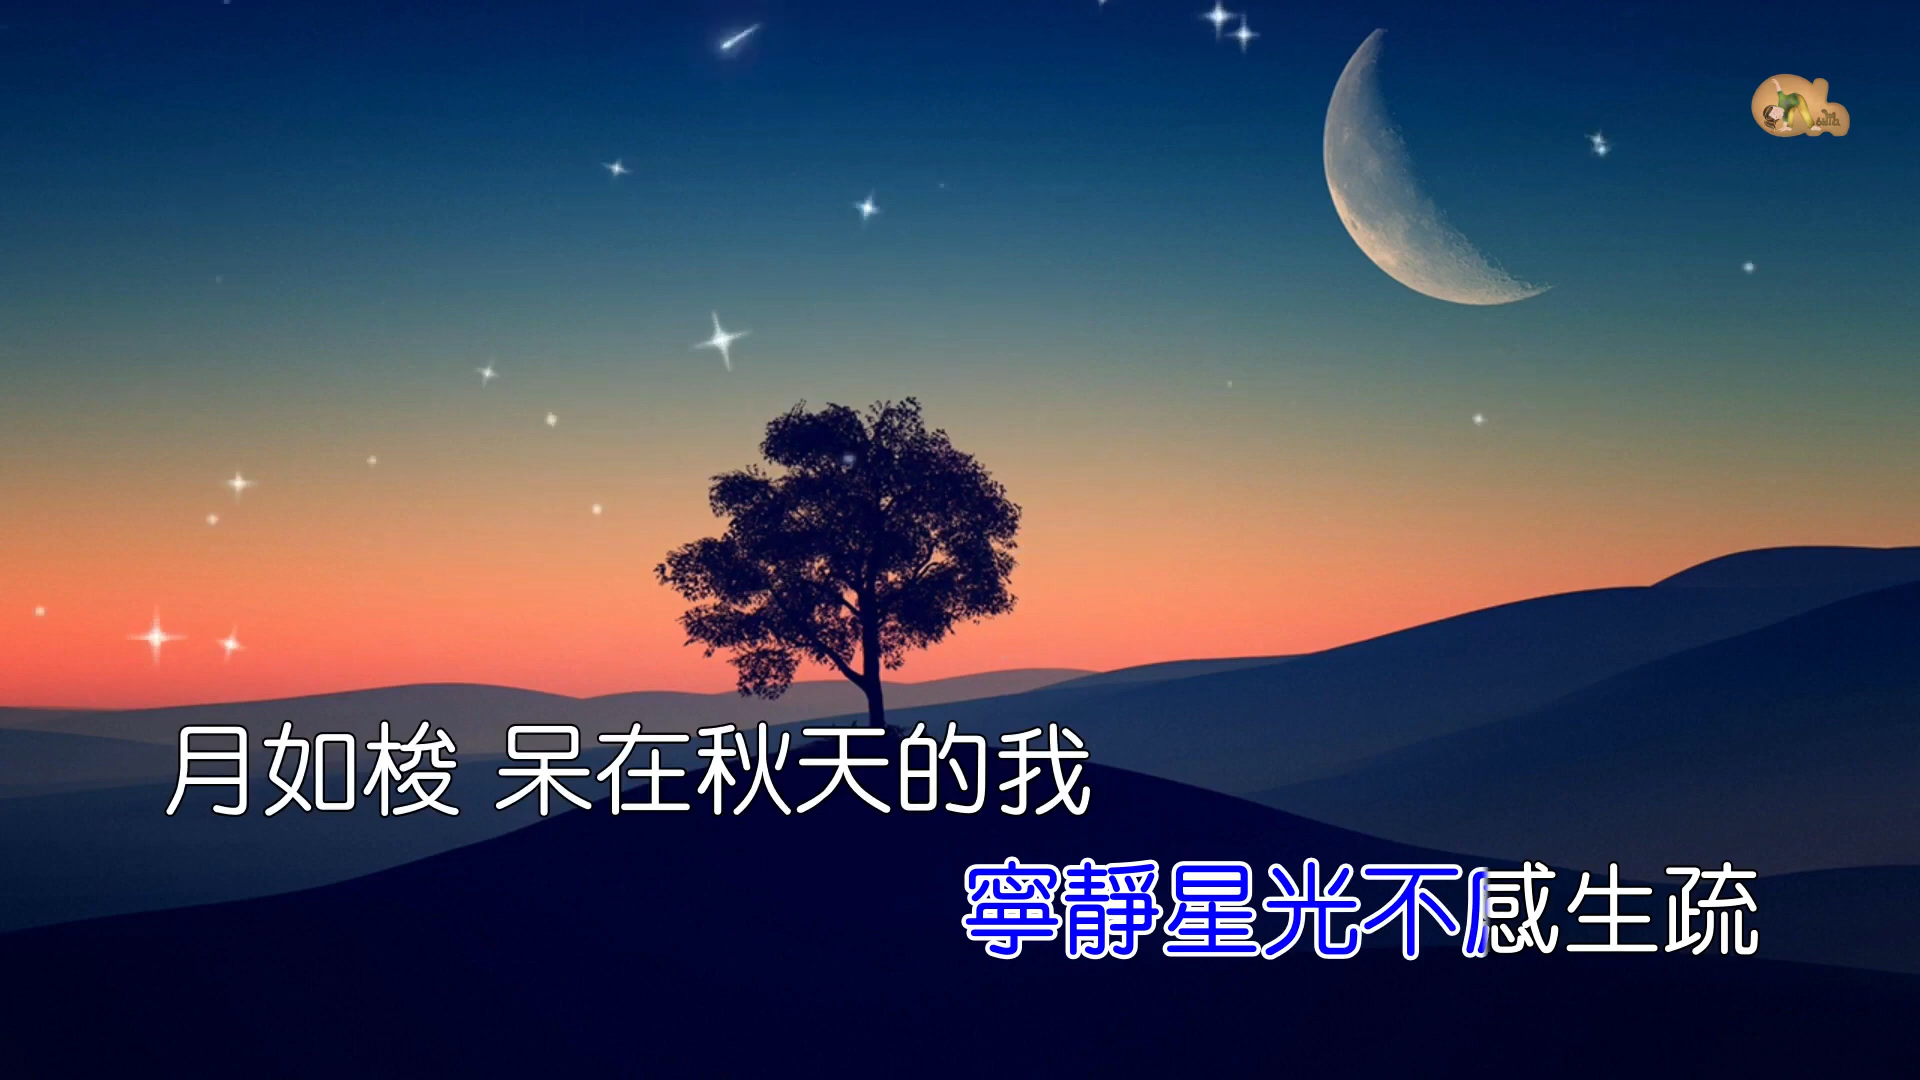 月如梭 呆在秋天的我
寧靜星光不感生疏